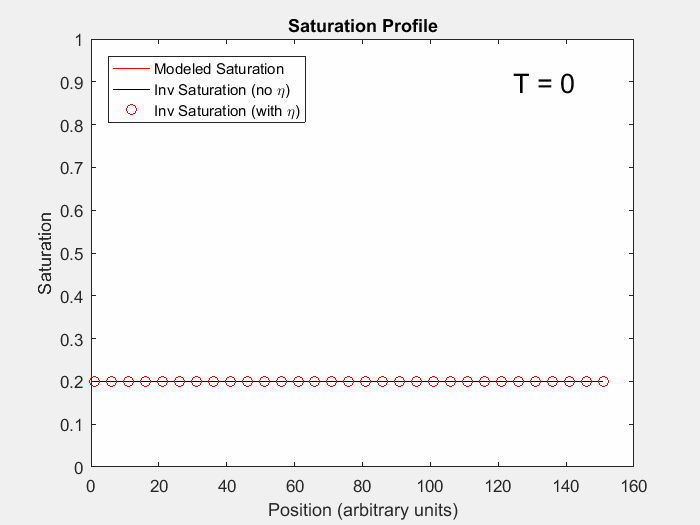 Saturation Profile
1
0.9
0.8
0.7
0.6
0.5
0.4
0.3
0.2
0.1
0
Saturation
Modeled Saturation
Inv Saturation (no η)
Inv Saturation (with η)
T = 0
0 20 40 60 80 100 120 140 160
Position (arbitrary units)